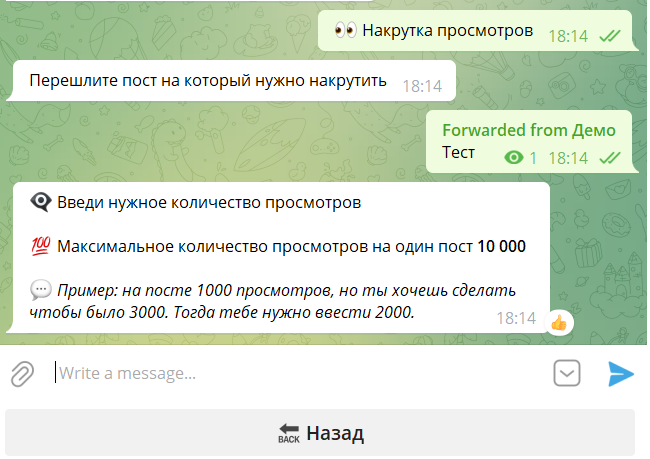 👀 Накрутка просмотров 18:14
Перешлите пост на который нужно накрутить 18:14
Forwarded from Демо
Тест 1 18:14
👁‍🗨 Введи нужное количество просмотров
💯 Максимальное количество просмотров на один пост 10 000
💬 Пример: на посте 1000 просмотров, но ты хочешь сделать
чтобы было 3000. Тогда тебе нужно ввести 2000. 18:14
Write a message...
🔙 Назад